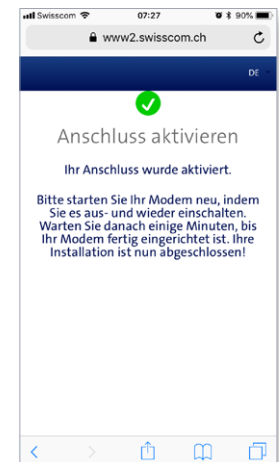 Swisscom 07:27 90%
www2.swisscom.ch
DE
Anschluss aktivieren
Ihr Anschluss wurde aktiviert.
Bitte starten Sie Ihr Modem neu, indem
Sie es aus- und wieder einschalten.
Warten Sie danach einige Minuten, bis
Ihr Modem fertig eingerichtet ist. Ihre
Installation ist nun abgeschlossen!